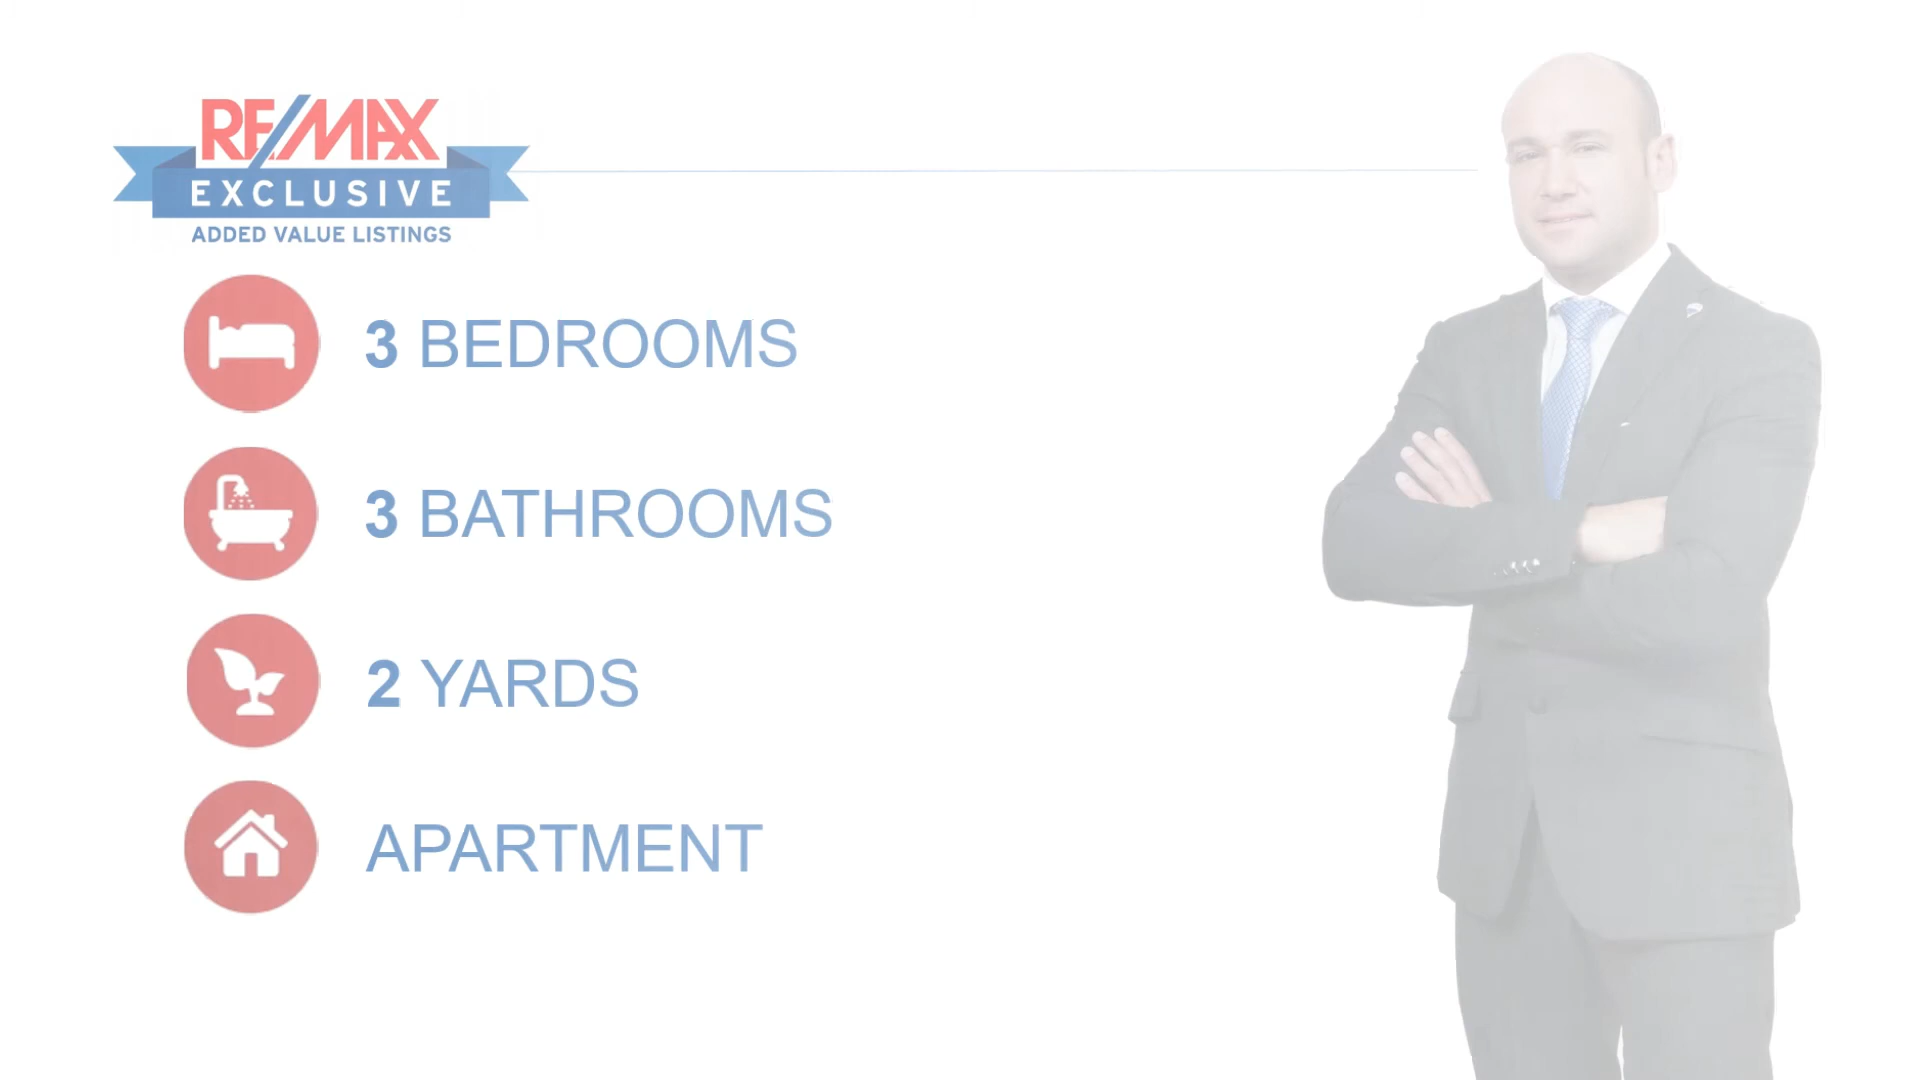 RE/MAX
EXCLUSIVE
ADDED VALUE LISTINGS
3 BEDROOMS
3 BATHROOMS
2 YARDS
APARTMENT